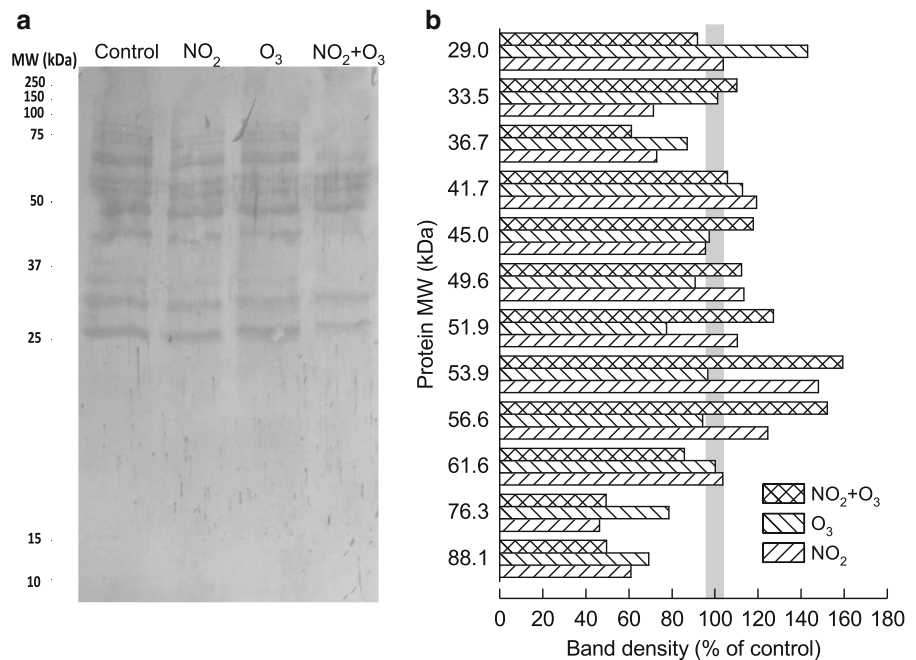 a
MW (kDa) Control NO2 O3 NO2+O3
250
150
100
75
50
37
25
15
10
b
Protein MW (kDa)
29.0
33.5
36.7
41.7
45.0
49.6
51.9
53.9
56.6
61.6
76.3
88.1
NO2+O3
O3
NO2
0 20 40 60 80 100 120 140 160 180
Band density (% of control)